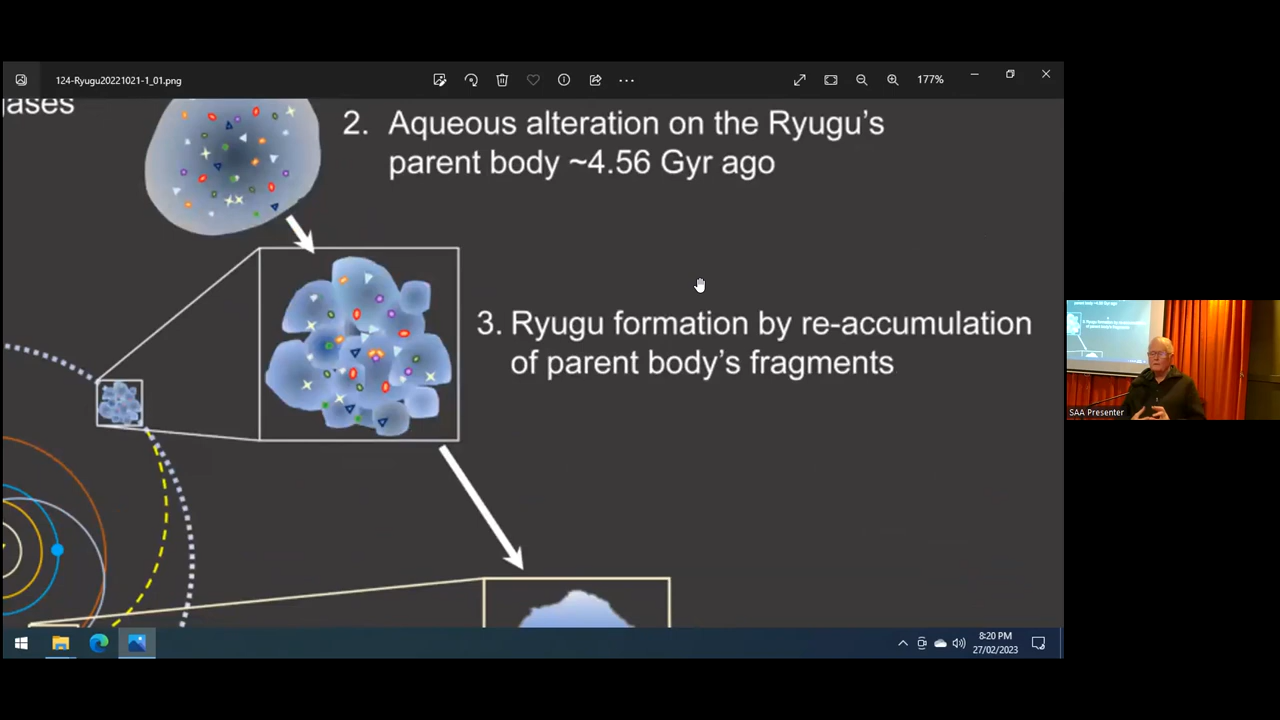 124-Ryugu20221021-1_01.png
177%
gases
2. Aqueous alteration on the Ryugu's
parent body ~4.56 Gyr ago
3. Ryugu formation by re-accumulation
of parent body's fragments
SAA Presenter
8:20 PM
27/02/2023